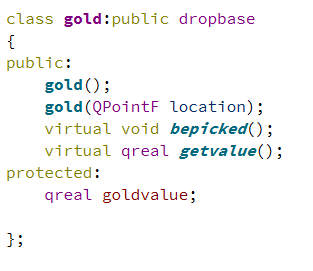 class gold:public dropbase
{
public:
    gold();
    gold(QPointF location);
    virtual void bepicked();
    virtual qreal getvalue();
protected:
    qreal goldvalue;

};